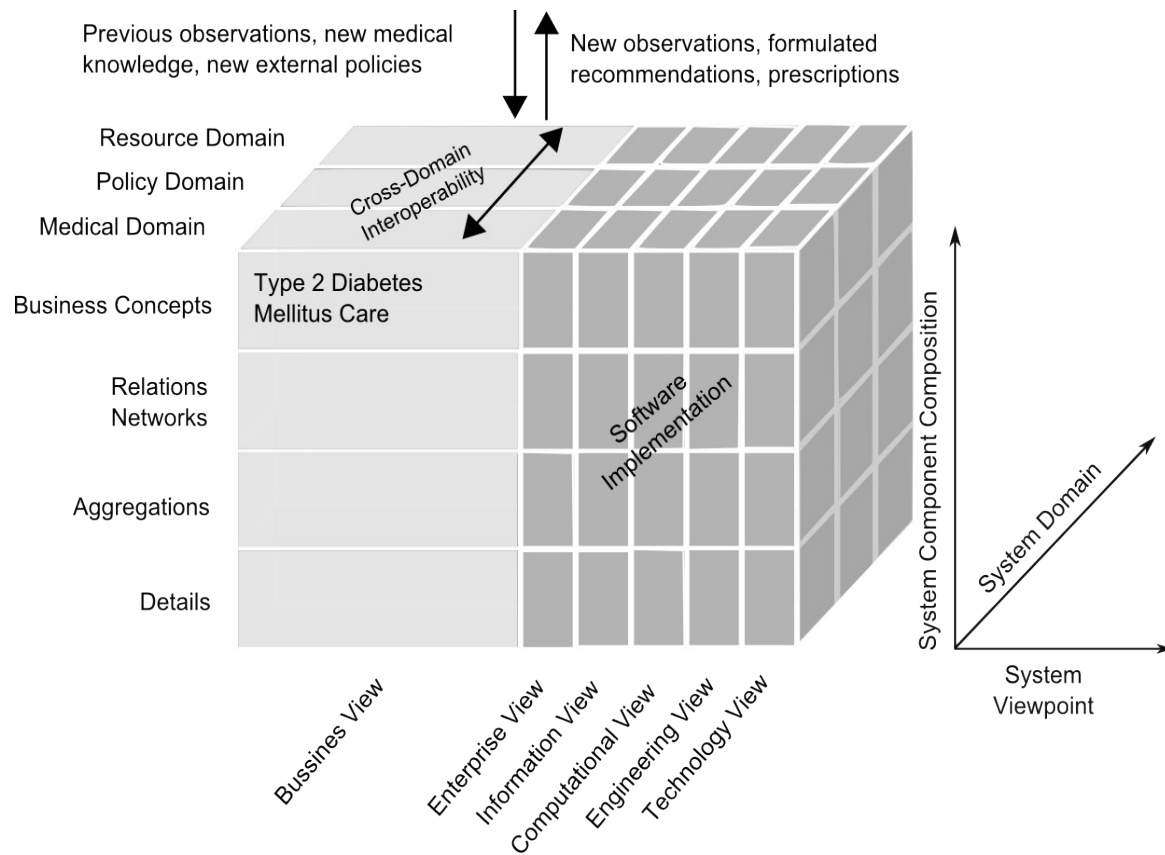 Previous observations, new medical
knowledge, new external policies
New observations, formulated
recommendations, prescriptions
Resource Domain
Policy Domain
Medical Domain
Cross-Domain
Interoperability
Business Concepts
Type 2 Diabetes
Mellitus Care
Relations
Networks
Software
Implementation
Aggregations
Details
Bussines View
Enterprise View
Information View
Computational View
Engineering View
Technology View
System Component Composition
System Domain
System
Viewpoint